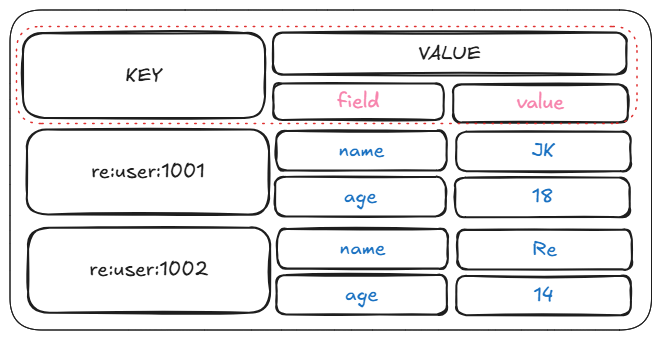 KEY
VALUE
field value
re:user:1001
name JK
age 18
re:user:1002
name Re
age 14